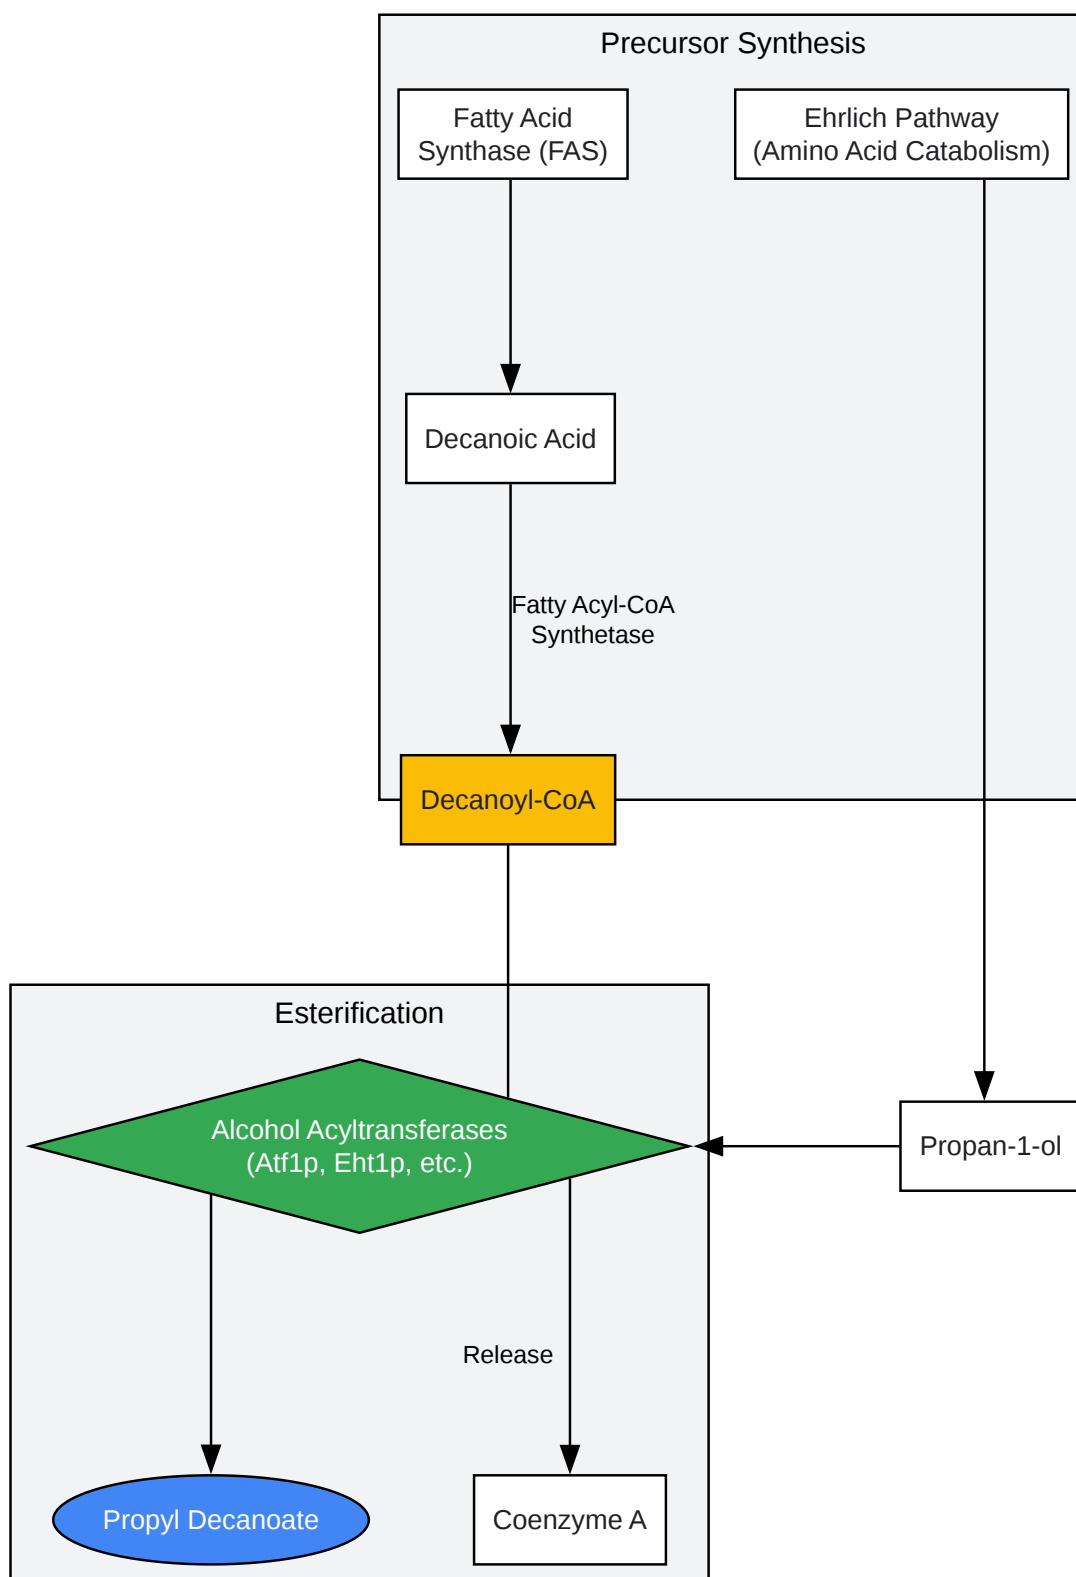 Precursor Synthesis
Fatty Acid
Synthase (FAS)
Ehrlich Pathway
(Amino Acid Catabolism)
Decanoic Acid
Fatty Acyl-CoA
Synthetase
Decanoyl-CoA
Esterification
Alcohol Acyltransferases
(Atf1p, Eht1p, etc.)
Propan-1-ol
Release
Propyl Decanoate
Coenzyme A